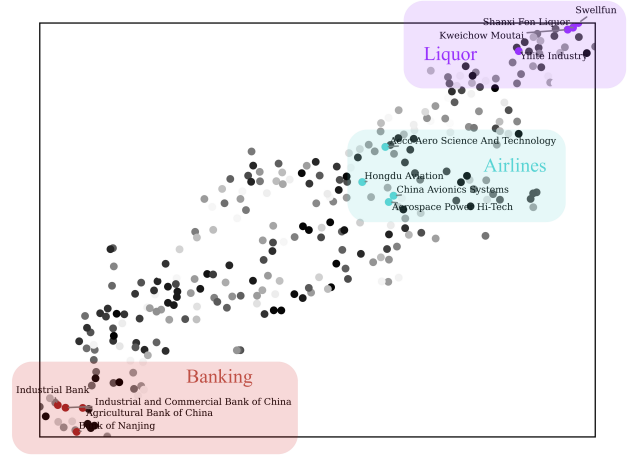 Swellfun
Shanxi Fen Liquor
Kweichow Moutai
Liquor
Yilite Industry
Aecc Aero Science And Technology
Airlines
Hongdu Aviation
China Avionics Systems
Aerospace Power Hi-Tech
Banking
Industrial Bank
Industrial and Commercial Bank of China
Agricultural Bank of China
Bank of Nanjing